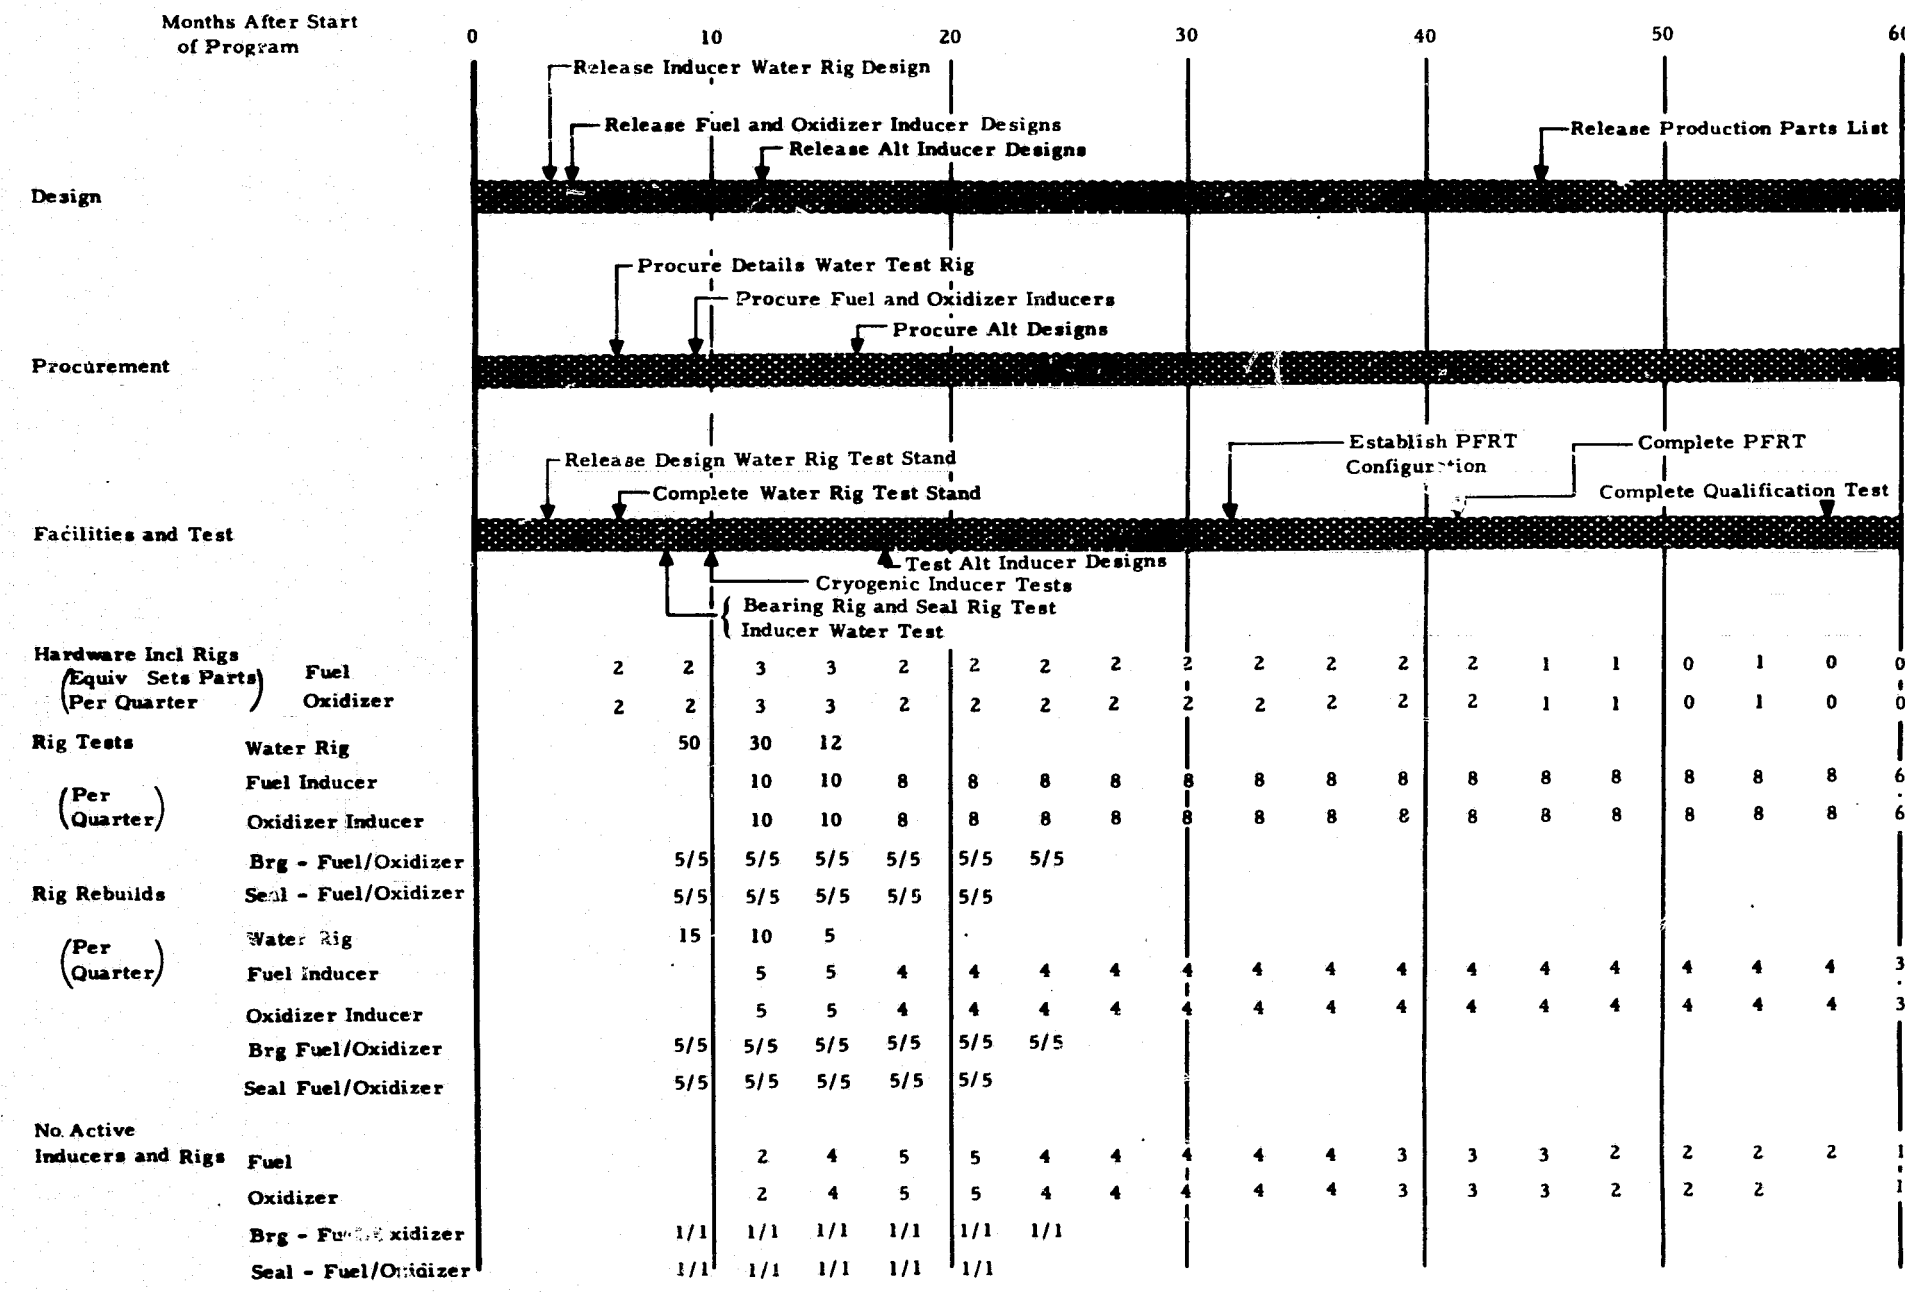 Months After Start
of Program
0 10 20 30 40 50 60
Release Inducer Water Rig Design
Release Fuel and Oxidizer Inducer Designs
Release Production Parts List
Release Alt Inducer Designs
Design
Procure Details Water Test Rig
Procure Fuel and Oxidizer Inducers
Procure Alt Designs
Procurement
Establish PFRT
Configuration
Complete PFRT
Release Design Water Rig Test Stand
Complete Water Rig Test Stand
Complete Qualification Test
Facilities and Test
Test Alt Inducer Designs
Cryogenic Inducer Tests
{ Bearing Rig and Seal Rig Test
{ Inducer Water Test
Hardware Incl Rigs
(Equiv Sets Parts) Fuel 2 2 3 3 2 2 2 2 2 2 2 2 2 1 1 0 1 0 0
(Per Quarter) Oxidizer 2 2 3 3 2 2 2 2 2 2 2 2 2 1 1 0 1 0 0
Rig Tests Water Rig 50 30 12
Fuel Inducer 10 10 8 8 8 8 8 8 8 8 8 8 8 8 8 8 6
(Per
Quarter) Oxidizer Inducer 10 10 8 8 8 8 8 8 8 8 8 8 8 8 8 8 6
Brg - Fuel/Oxidizer 5/5 5/5 5/5 5/5 5/5 5/5
Rig Rebuilds Seal - Fuel/Oxidizer 5/5 5/5 5/5 5/5 5/5
(Per Water Rig 15 10 5
Quarter) Fuel Inducer 5 5 4 4 4 4 4 4 4 4 4 4 4 4 4 4 3
Oxidizer Inducer 5 5 4 4 4 4 4 4 4 4 4 4 4 4 4 4 3
Brg Fuel/Oxidizer 5/5 5/5 5/5 5/5 5/5 5/5
Seal Fuel/Oxidizer 5/5 5/5 5/5 5/5 5/5
No. Active
Inducers and Rigs Fuel 2 4 5 5 4 4 4 4 4 3 3 3 2 2 2 2 1
Oxidizer 2 4 5 5 4 4 4 4 4 3 3 3 2 2 2 1
Brg - Fuel/Oxidizer 1/1 1/1 1/1 1/1 1/1 1/1
Seal - Fuel/Oxidizer 1/1 1/1 1/1 1/1 1/1